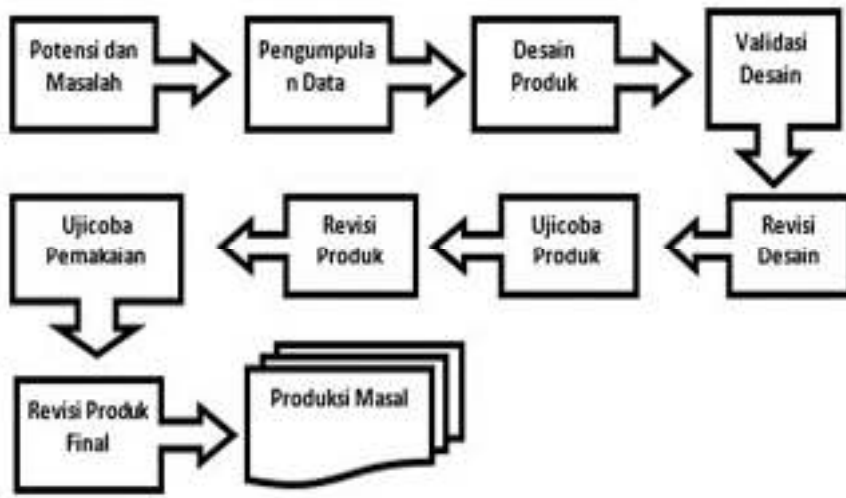 Potensi dan
Masalah
Pengumpula
n Data
Desain
Produk
Validasi
Desain
Revisi
Desain
Ujicoba
Produk
Revisi
Produk
Ujicoba
Pemakaian
Revisi Produk
Final
Produksi Masal